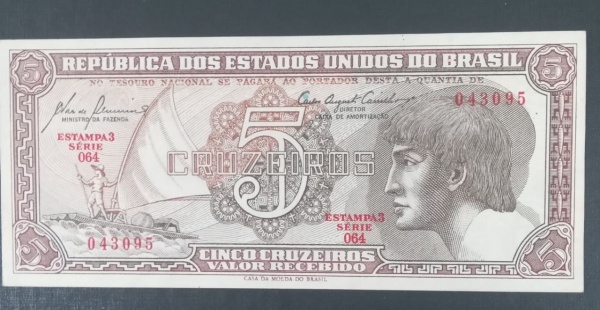 5
5
REPÚBLICA DOS ESTADOS UNIDOS DO BRASIL
NO TESOURO NACIONAL SE PAGARÁ AO PORTADOR DESTA A QUANTIA DE
MINISTRO DA FAZENDA
DIRETOR
CAIXA DE AMORTIZAÇÃO
043095
ESTAMPA 3
SÉRIE
064
5
CRUZEIROS
ESTAMPA 3
SÉRIE
064
043095
5
5
CINCO CRUZEIROS
VALOR RECEBIDO
CASA DA MOEDA DO BRASIL